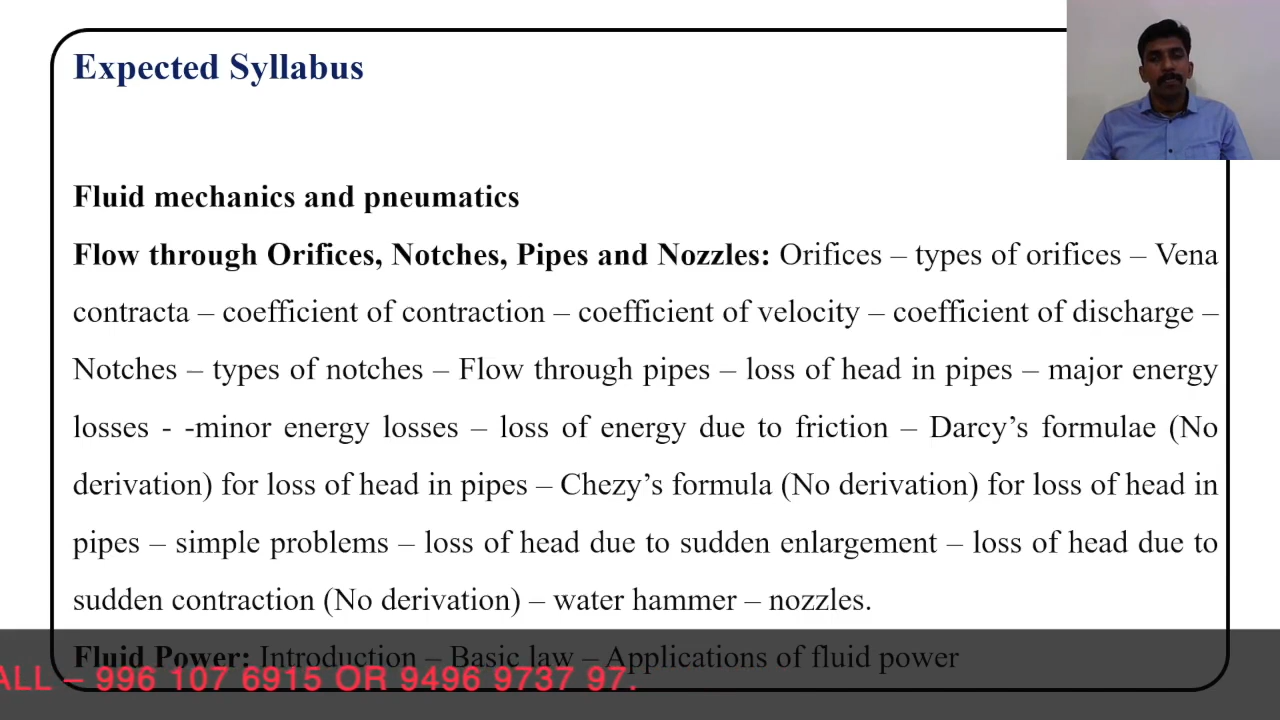 Expected Syllabus
Fluid mechanics and pneumatics
Flow through Orifices, Notches, Pipes and Nozzles: Orifices – types of orifices – Vena
contracta – coefficient of contraction – coefficient of velocity – coefficient of discharge –
Notches – types of notches – Flow through pipes – loss of head in pipes – major energy
losses - -minor energy losses – loss of energy due to friction – Darcy’s formulae (No
derivation) for loss of head in pipes – Chezy’s formula (No derivation) for loss of head in
pipes – simple problems – loss of head due to sudden enlargement – loss of head due to
sudden contraction (No derivation) – water hammer – nozzles.
Fluid Power: Introduction – Basic law – Applications of fluid power
ALL – 996 107 6915 OR 9496 9737 97.